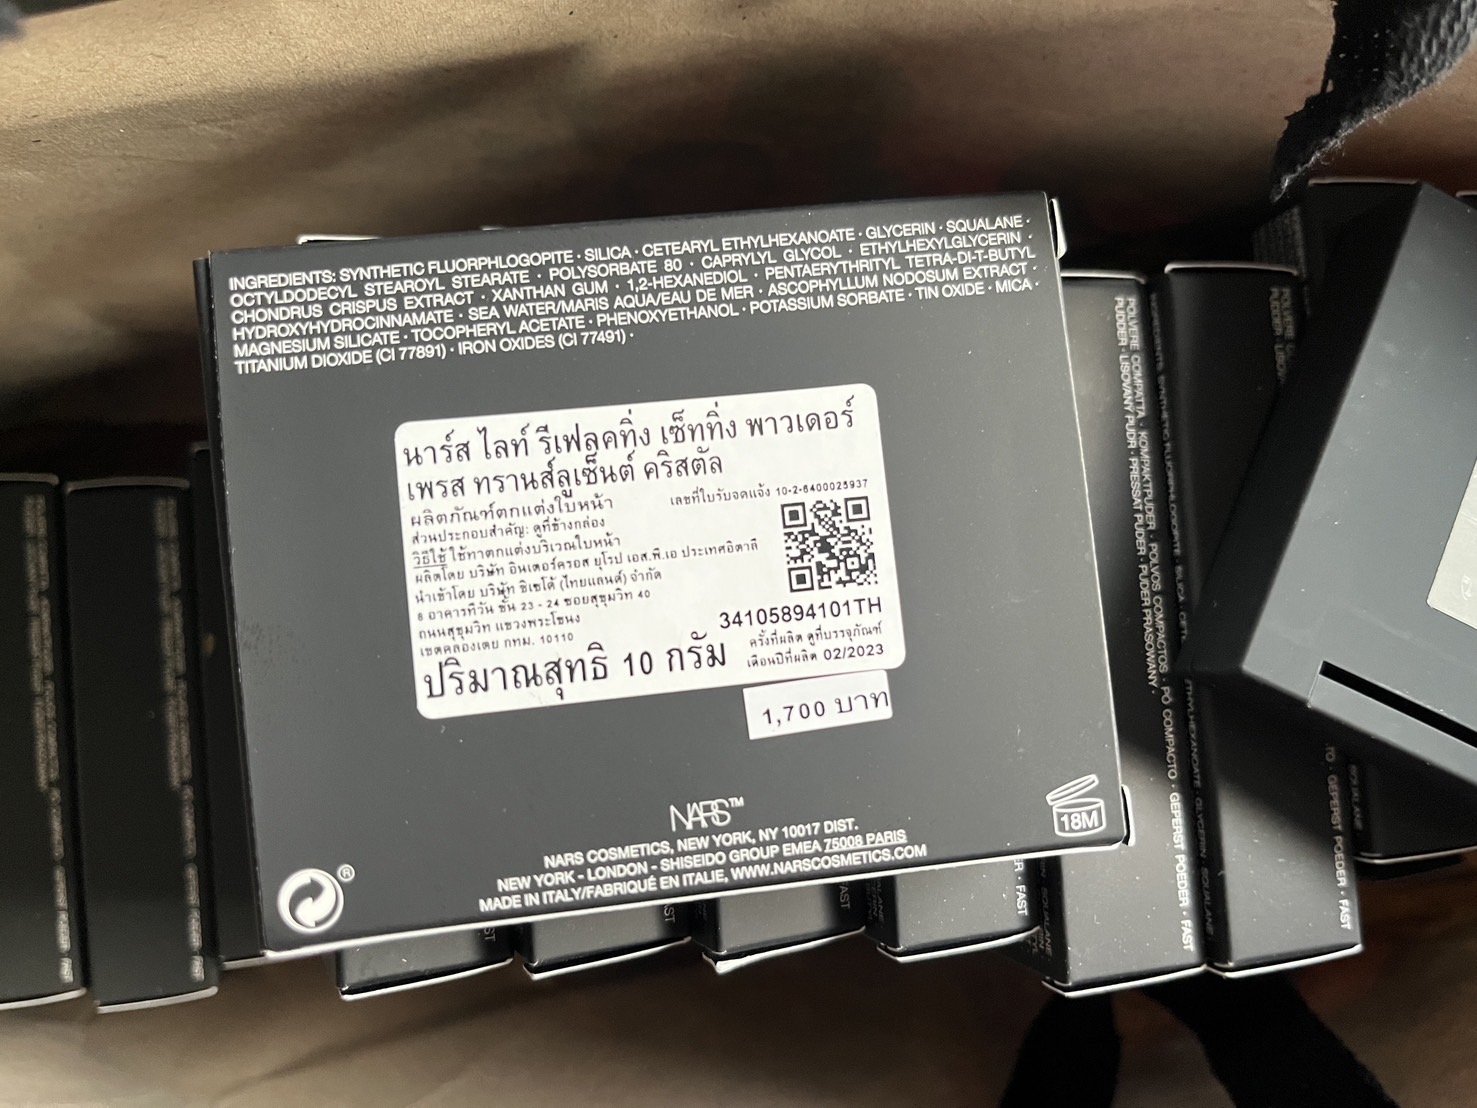 INGREDIENTS: SYNTHETIC FLUORPHLOGOPITE · SILICA · CETEARYL ETHYLHEXANOATE · GLYCERIN · SQUALANE ·
OCTYLDODECYL STEAROYL STEARATE · POLYSORBATE 80 · CAPRYLYL GLYCOL · ETHYLHEXYLGLYCERIN ·
CHONDRUS CRISPUS EXTRACT · XANTHAN GUM · 1,2-HEXANEDIOL · PENTAERYTHRITYL TETRA-DI-T-BUTYL
HYDROXYHYDROCINNAMATE · SEA WATER/MARIS AQUA/EAU DE MER · ASCOPHYLLUM NODOSUM EXTRACT ·
MAGNESIUM SILICATE · TOCOPHERYL ACETATE · PHENOXYETHANOL · POTASSIUM SORBATE · TIN OXIDE · MICA ·
TITANIUM DIOXIDE (CI 77891) · IRON OXIDES (CI 77491) ·
นาร์ส ไลท์ รีเฟลคทิ่ง เซ็ททิ่ง พาวเดอร์
เพรส ทรานส์ลูเซ็นต์ คริสตัล
ผลิตภัณฑ์ตกแต่งใบหน้า เลขที่ใบรับจดแจ้ง 10-2-6400025937
ส่วนประกอบสำคัญ: ดูที่ข้างกล่อง
วิธีใช้ ใช้ทาตกแต่งบริเวณใบหน้า
ผลิตโดย บริษัท อินเตอร์ครอส ยุโรป เอส.พี.เอ ประเทศอิตาลี
นำเข้าโดย บริษัท ชิเซโด้ (ไทยแลนด์) จำกัด
8 อาคารทีวัน ชั้น 23 - 24 ซอยสุขุมวิท 40
ถนนสุขุมวิท แขวงพระโขนง
เขตคลองเตย กทม. 10110
34105894101TH
ครั้งที่ผลิต ดูที่บรรจุภัณฑ์
เดือนปีที่ผลิต 02/2023
ปริมาณสุทธิ 10 กรัม
1,700 บาท
NARS™
NARS COSMETICS, NEW YORK, NY 10017 DIST.
NEW YORK - LONDON - SHISEIDO GROUP EMEA 75008 PARIS
MADE IN ITALY/FABRIQUÉ EN ITALIE, WWW.NARSCOSMETICS.COM
18M
®
POLVERE COMPATTA · KOMPAKTPUDER · POLVOS COMPACTOS · PÓ COMPACTO · GEPERST POEDER · FAST
PUDDER · LISOVANÝ PUDR · PRESSAT PUDER · PUDER PRASOWANY ·